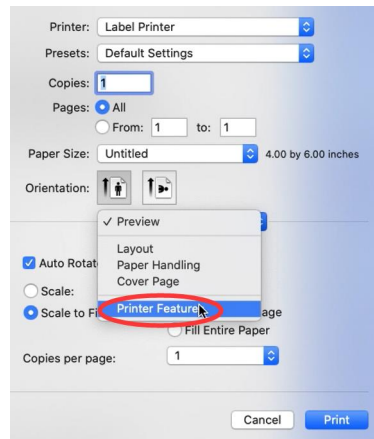 Printer: Label Printer
Presets: Default Settings
Copies: 1
Pages: All
From: 1 to: 1
Paper Size: Untitled 4.00 by 6.00 inches
Orientation:
✓ Preview
Layout
Auto Rotat
Paper Handling
Cover Page
Scale:
Printer Feature
Scale to Fi age
Fill Entire Paper
Copies per page: 1
Cancel Print